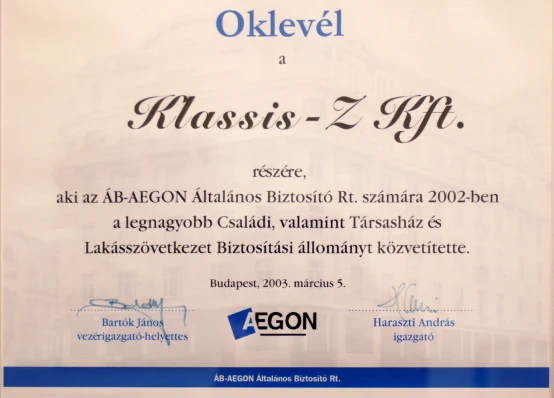 Oklevél
a
Klassis-Z Kft.
részére,
aki az ÁB-AEGON Általános Biztosító Rt. számára 2002-ben
a legnagyobb Családi, valamint Társasház és
Lakásszövetkezet Biztosítási állományt közvetítette.
Budapest, 2003. március 5.
Bartók János
vezérigazgató-helyettes
AEGON
Haraszti András
igazgató
ÁB-AEGON Általános Biztosító Rt.